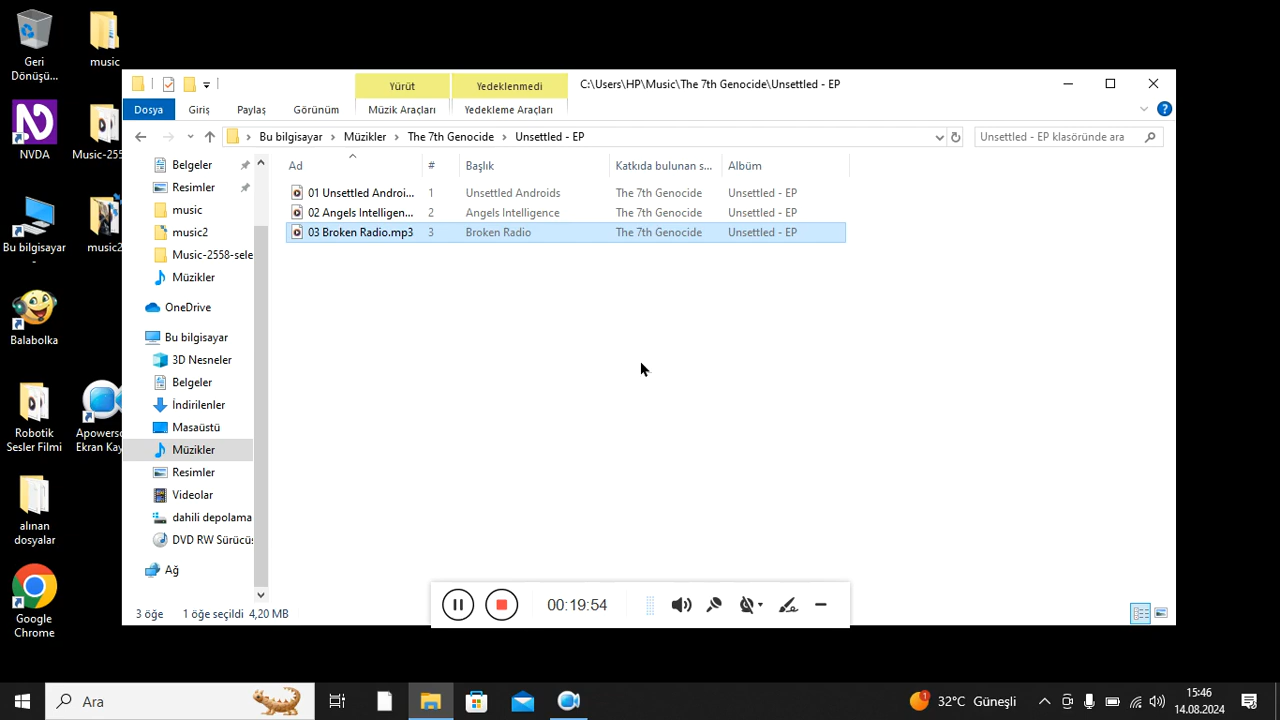 Geri
Dönüşü...
music
NVDA
Music-255
Bu bilgisayar
-
music2
Balabolka
Robotik
Sesler Filmi
Apowerso
Ekran Kay
alınan
dosyalar
Google
Chrome
Yürüt
Yedeklenmedi
C:\Users\HP\Music\The 7th Genocide\Unsettled - EP
Dosya
Giriş
Paylaş
Görünüm
Müzik Araçları
Yedekleme Araçları
Bu bilgisayar > Müzikler > The 7th Genocide > Unsettled - EP
Unsettled - EP klasöründe ara
Belgeler
Resimler
music
music2
Music-2558-sele
Müzikler
OneDrive
Bu bilgisayar
3D Nesneler
Belgeler
İndirilenler
Masaüstü
Müzikler
Resimler
Videolar
dahili depolama
DVD RW Sürücüs
Ağ
Ad # Başlık Katkıda bulunan s... Albüm
01 Unsettled Androi... 1 Unsettled Androids The 7th Genocide Unsettled - EP
02 Angels Intelligen... 2 Angels Intelligence The 7th Genocide Unsettled - EP
03 Broken Radio.mp3 3 Broken Radio The 7th Genocide Unsettled - EP
3 öğe 1 öğe seçildi 4,20 MB
00:19:54
Ara
1
32°C Güneşli
15:46
14.08.2024